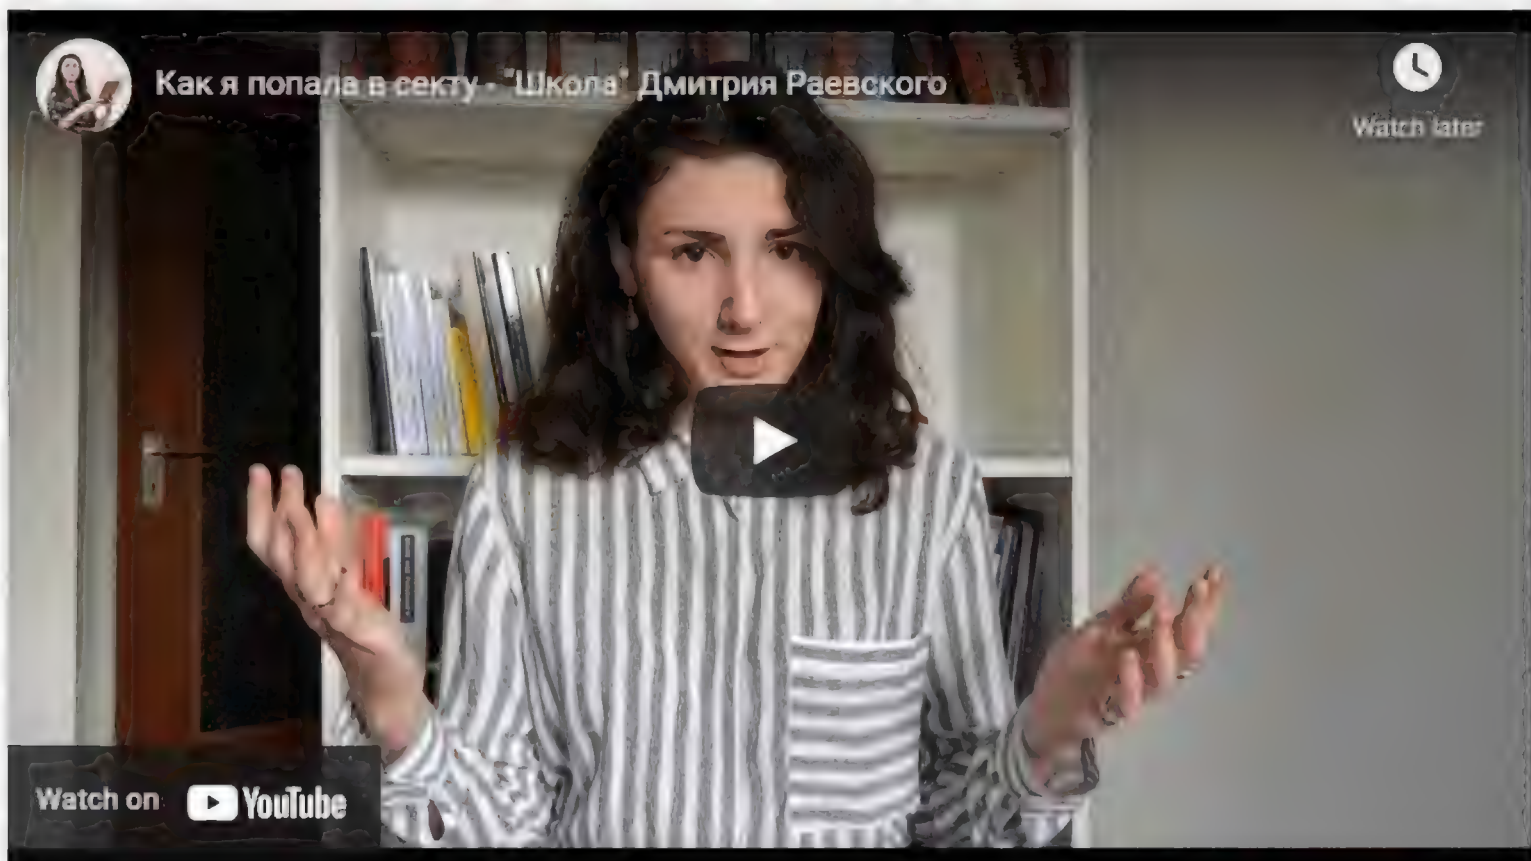 Как я попала в секту - "Школа" Дмитрия Раевского
Watch later
Watch on YouTube